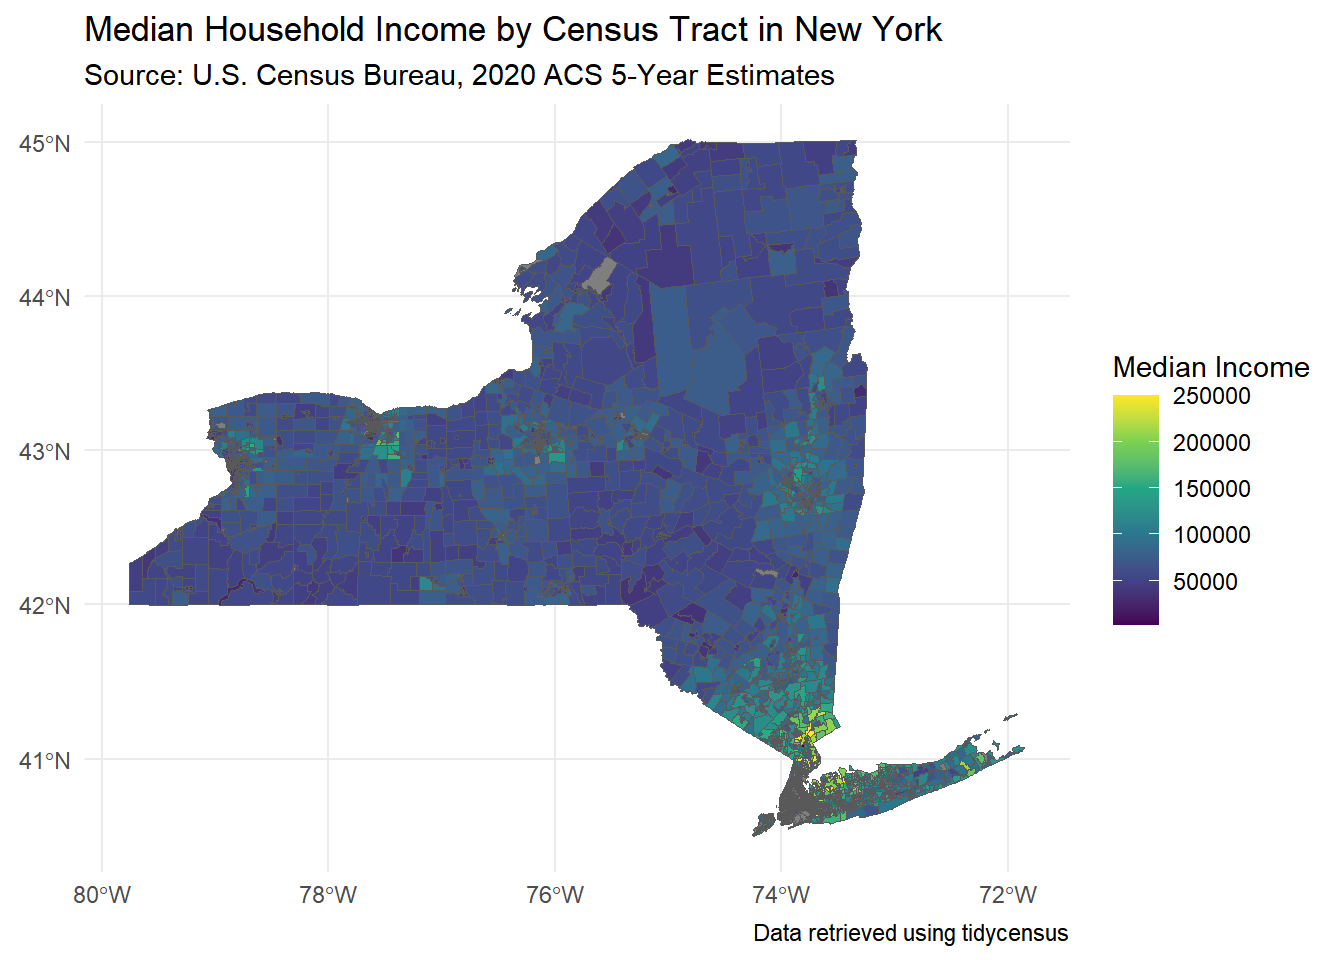 Median Household Income by Census Tract in New York
Source: U.S. Census Bureau, 2020 ACS 5-Year Estimates
45°N
44°N
43°N
42°N
41°N
80°W
78°W
76°W
74°W
72°W
Median Income
250000
200000
150000
100000
50000
Data retrieved using tidycensus